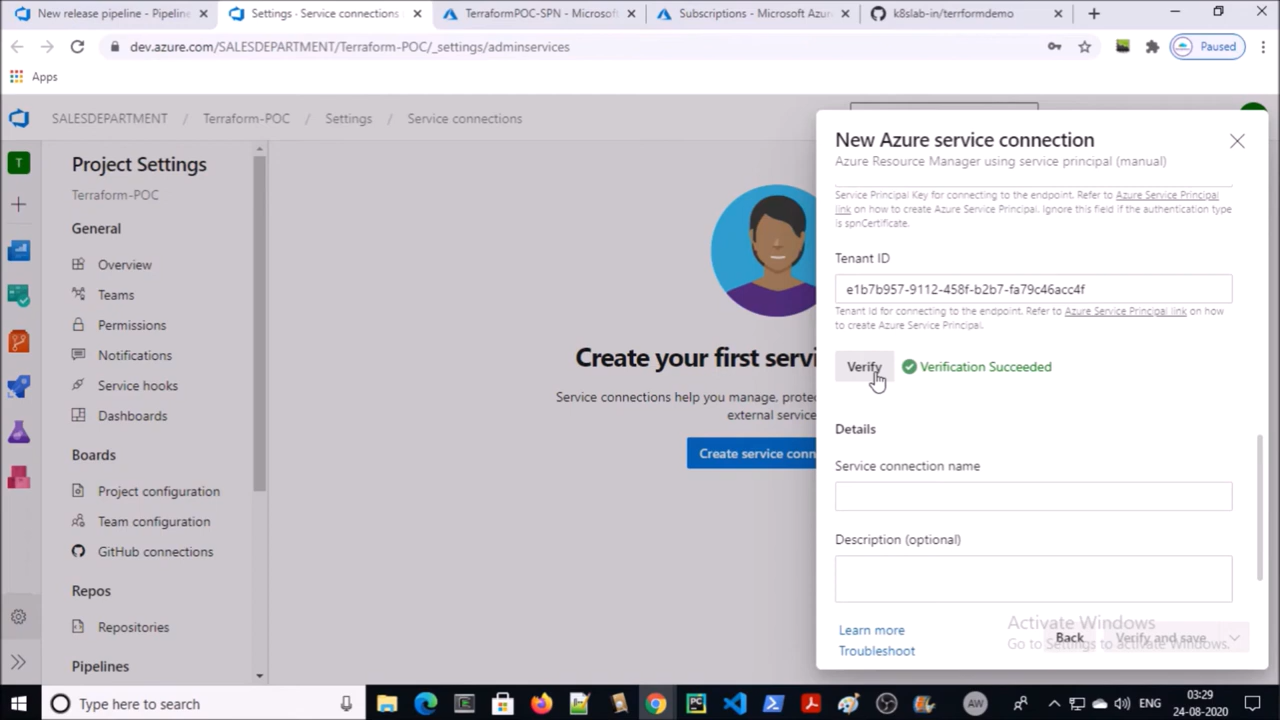 New release pipeline - Pipeline
Settings · Service connections
TerraformPOC-SPN - Microsoft
Subscriptions - Microsoft Azure
k8slab-in/terrformdemo
dev.azure.com/SALESDEPARTMENT/Terraform-POC/_settings/adminservices
Paused
Apps
SALESDEPARTMENT / Terraform-POC / Settings / Service connections
T
Project Settings
Terraform-POC
General
Overview
Teams
Permissions
Notifications
Service hooks
Dashboards
Boards
Project configuration
Team configuration
GitHub connections
Repos
Repositories
Pipelines
Create your first servi
Service connections help you manage, prote
external service
Create service conn
New Azure service connection
Azure Resource Manager using service principal (manual)
Service Principal Key for connecting to the endpoint. Refer to Azure Service Principal
link on how to create Azure Service Principal. Ignore this field if the authentication type
is spnCertificate.
Tenant ID
e1b7b957-9112-458f-b2b7-fa79c46acc4f
Tenant Id for connecting to the endpoint. Refer to Azure Service Principal link on how
to create Azure Service Principal.
Verify
Verification Succeeded
Details
Service connection name
Description (optional)
Learn more
Troubleshoot
Back
Verify and save
Activate Windows
Go to Settings to activate Windows.
Type here to search
AW
ENG
03:29
24-08-2020